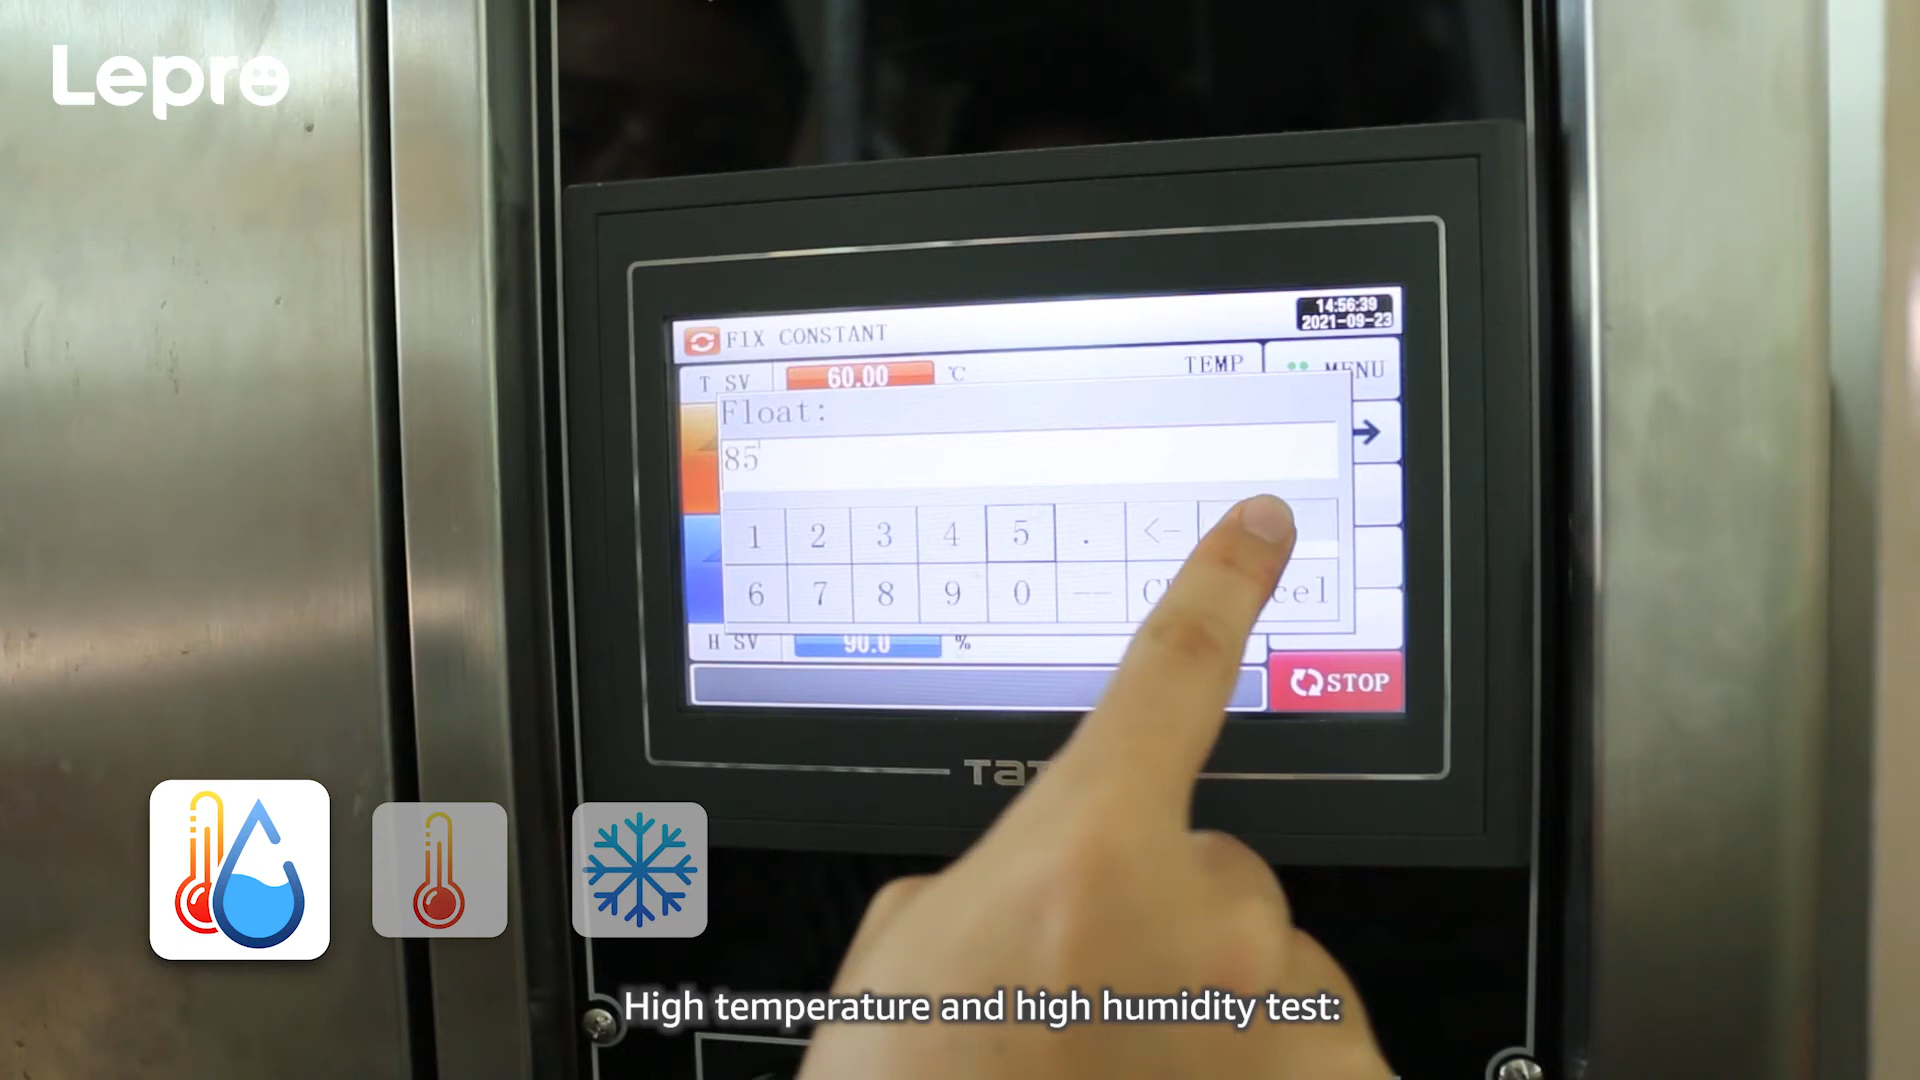 Lepro
14:56:39
2021-09-23
FIX CONSTANT
T SV 60.00 ℃ TEMP
MENU
Float:
85
1 2 3 4 5 . <-
6 7 8 9 0 --
H SV 90.0 %
STOP
High temperature and high humidity test: